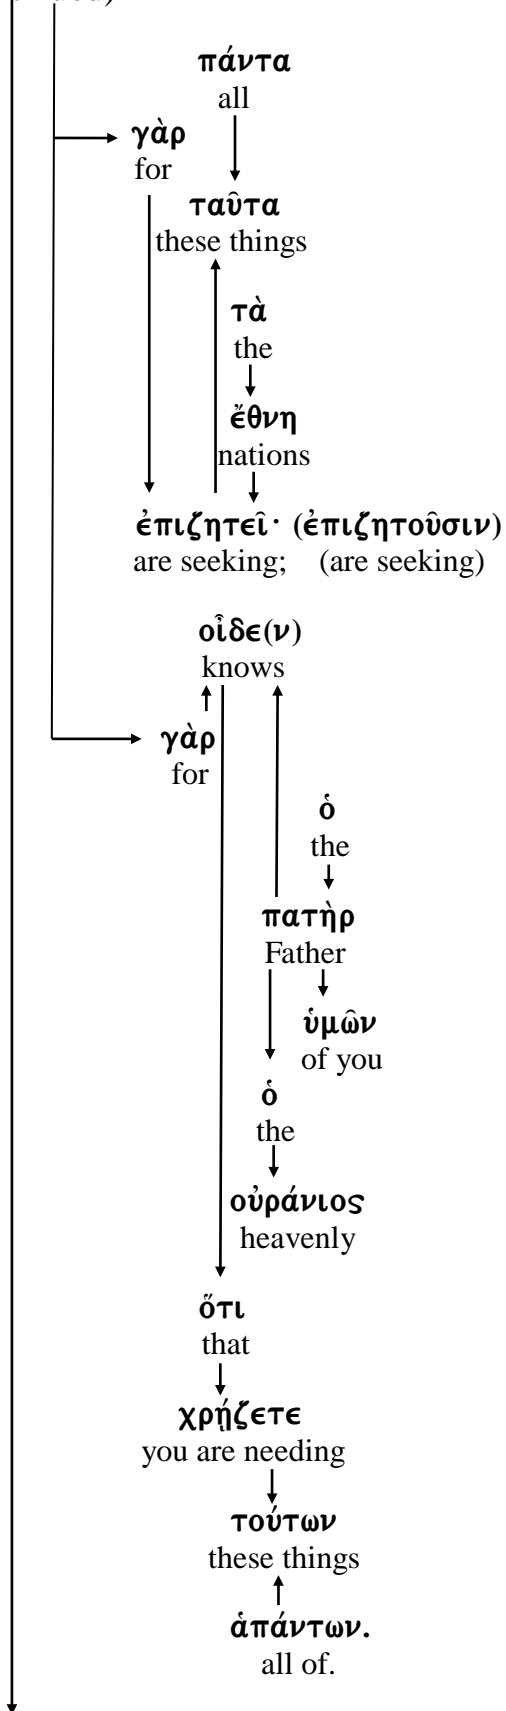 πάντα
all
γὰρ
for
ταῦτα
these things
τὰ
the
ἔθνη
nations
ἐπιζητεῖ· (ἐπιζητοῦσιν)
are seeking; (are seeking)
οἶδε(ν)
knows
γὰρ
for
ὁ
the
πατὴρ
Father
ὑμῶν
of you
ὁ
the
οὐράνιος
heavenly
ὅτι
that
χρῄζετε
you are needing
τούτων
these things
ἁπάντων.
all of.